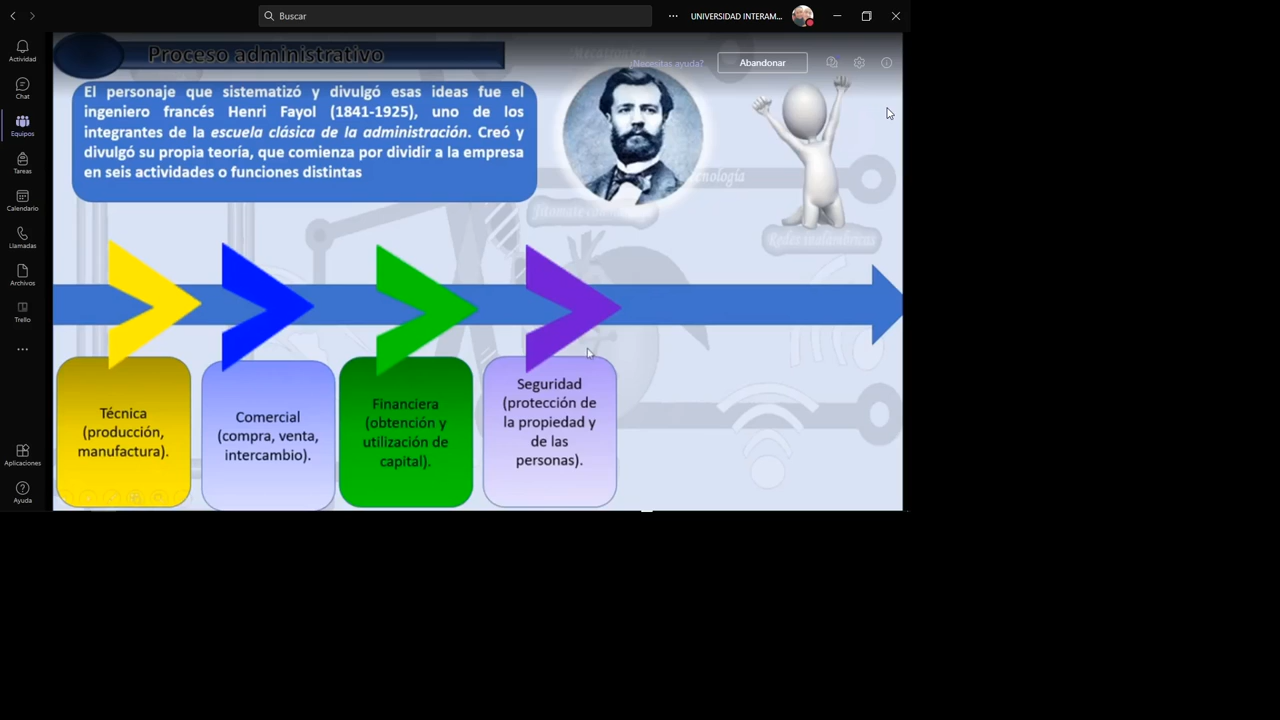 Buscar
UNIVERSIDAD INTERAM...
Actividad
Chat
Equipos
Tareas
Calendario
Llamadas
Archivos
Trello
Aplicaciones
Ayuda
¿Necesitas ayuda?
Abandonar
Proceso administrativo
El personaje que sistematizó y divulgó esas ideas fue el
ingeniero francés Henri Fayol (1841-1925), uno de los
integrantes de la escuela clásica de la administración. Creó y
divulgó su propia teoría, que comienza por dividir a la empresa
en seis actividades o funciones distintas
Tecnología
Redes inalámbricas
Técnica
(producción,
manufactura).
Comercial
(compra, venta,
intercambio).
Financiera
(obtención y
utilización de
capital).
Seguridad
(protección de
la propiedad y
de las
personas).